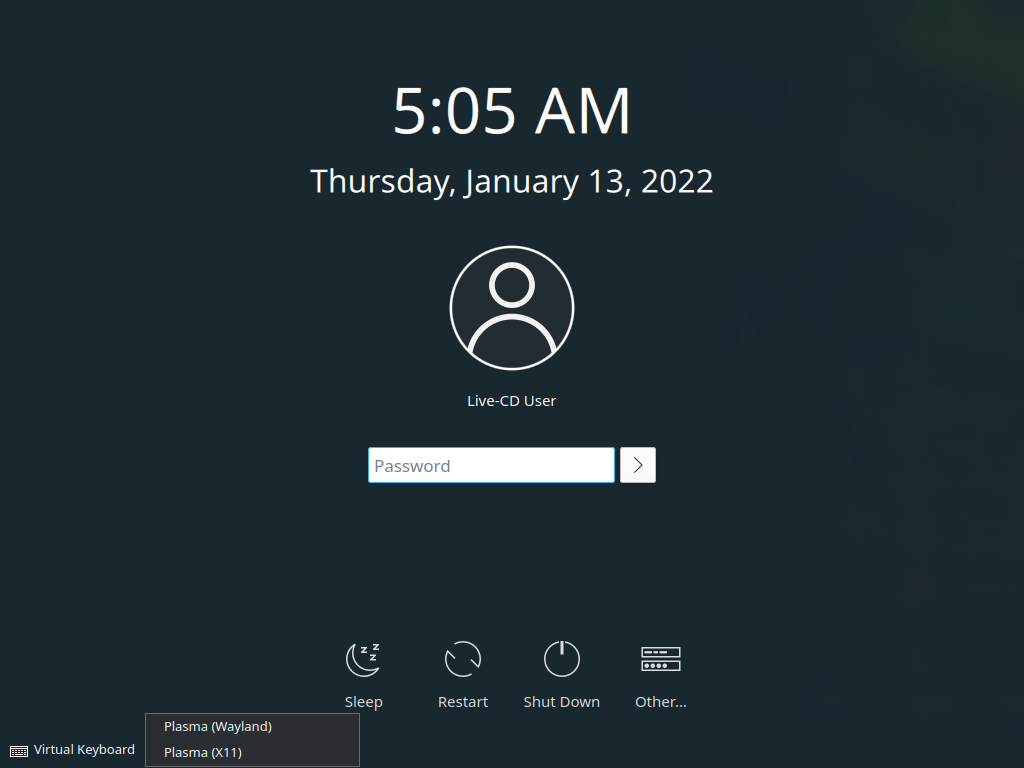 5:05 AM
Thursday, January 13, 2022
Live-CD User
Password
Sleep
Restart
Shut Down
Other...
Plasma (Wayland)
Virtual Keyboard
Plasma (X11)